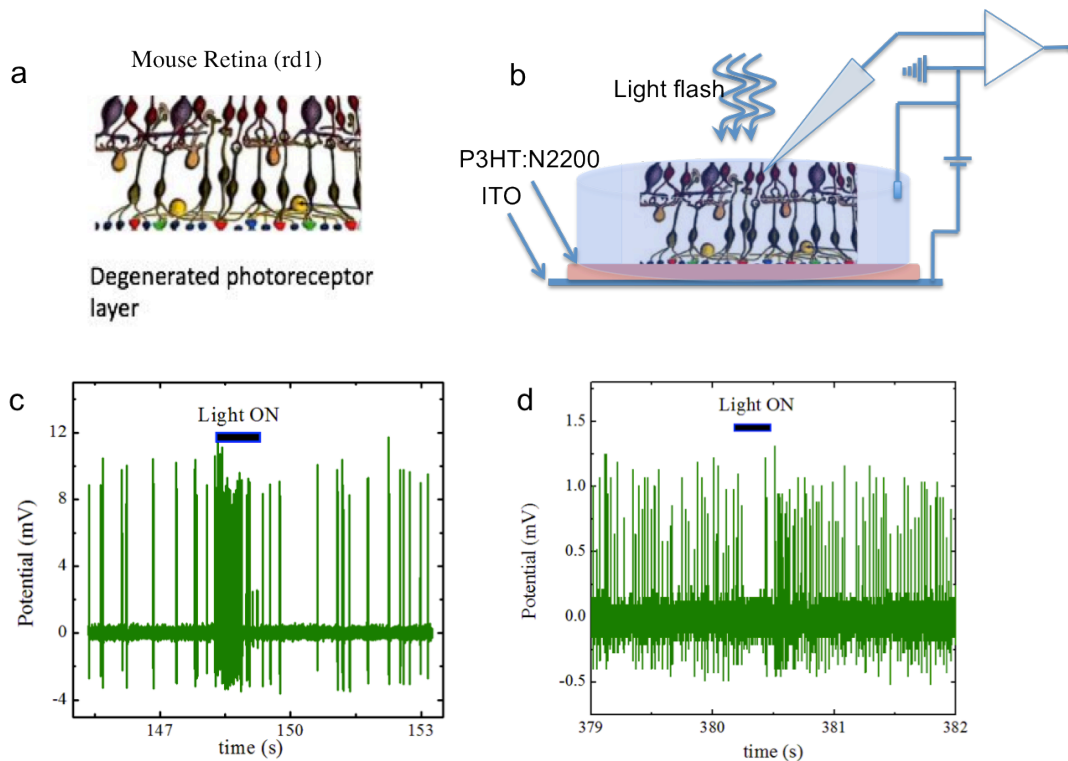 a
Mouse Retina (rd1)
Degenerated photoreceptor
layer
b
Light flash
P3HT:N2200
ITO
c
Light ON
12
8
4
0
-4
Potential (mV)
147
150
153
time (s)
d
Light ON
1.5
1.0
0.5
0.0
-0.5
Potential (mV)
379
380
381
382
time (s)